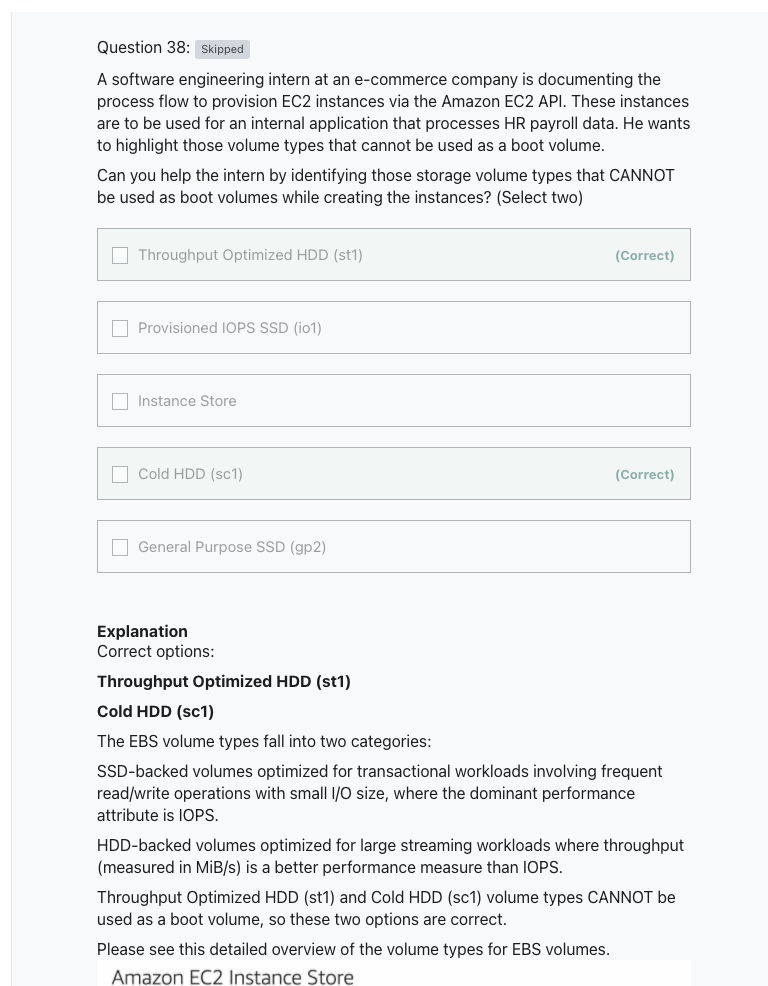 Question 38: Skipped
A software engineering intern at an e-commerce company is documenting the
process flow to provision EC2 instances via the Amazon EC2 API. These instances
are to be used for an internal application that processes HR payroll data. He wants
to highlight those volume types that cannot be used as a boot volume.
Can you help the intern by identifying those storage volume types that CANNOT
be used as boot volumes while creating the instances? (Select two)
Throughput Optimized HDD (st1) (Correct)
Provisioned IOPS SSD (io1)
Instance Store
Cold HDD (sc1) (Correct)
General Purpose SSD (gp2)
Explanation
Correct options:
Throughput Optimized HDD (st1)
Cold HDD (sc1)
The EBS volume types fall into two categories:
SSD-backed volumes optimized for transactional workloads involving frequent
read/write operations with small I/O size, where the dominant performance
attribute is IOPS.
HDD-backed volumes optimized for large streaming workloads where throughput
(measured in MiB/s) is a better performance measure than IOPS.
Throughput Optimized HDD (st1) and Cold HDD (sc1) volume types CANNOT be
used as a boot volume, so these two options are correct.
Please see this detailed overview of the volume types for EBS volumes.
Amazon EC2 Instance Store